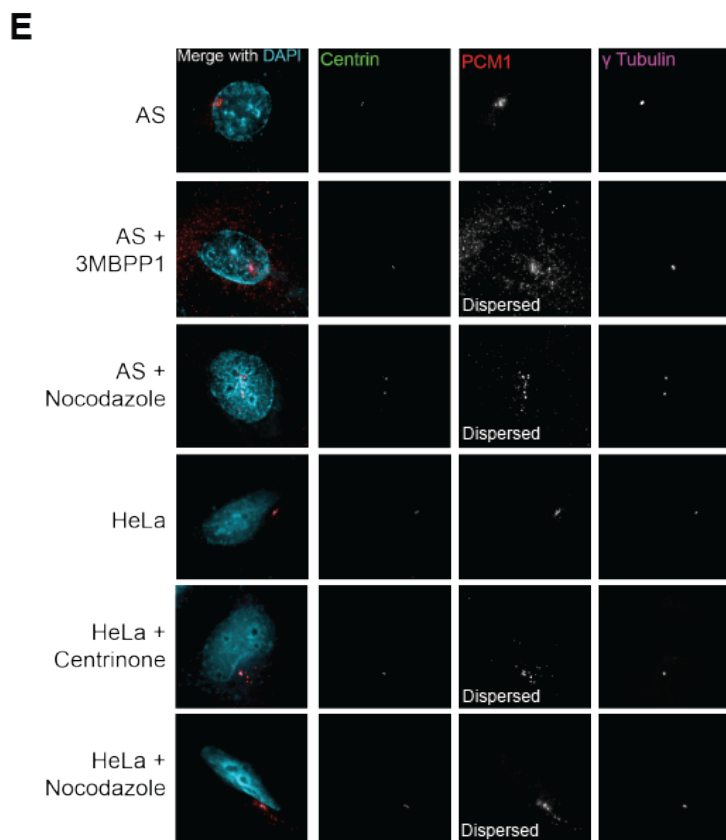 E
Merge with DAPI
Centrin
PCM1
γ Tubulin
AS
AS +
3MBPP1
Dispersed
AS +
Nocodazole
Dispersed
HeLa
HeLa +
Centrinone
Dispersed
HeLa +
Nocodazole
Dispersed